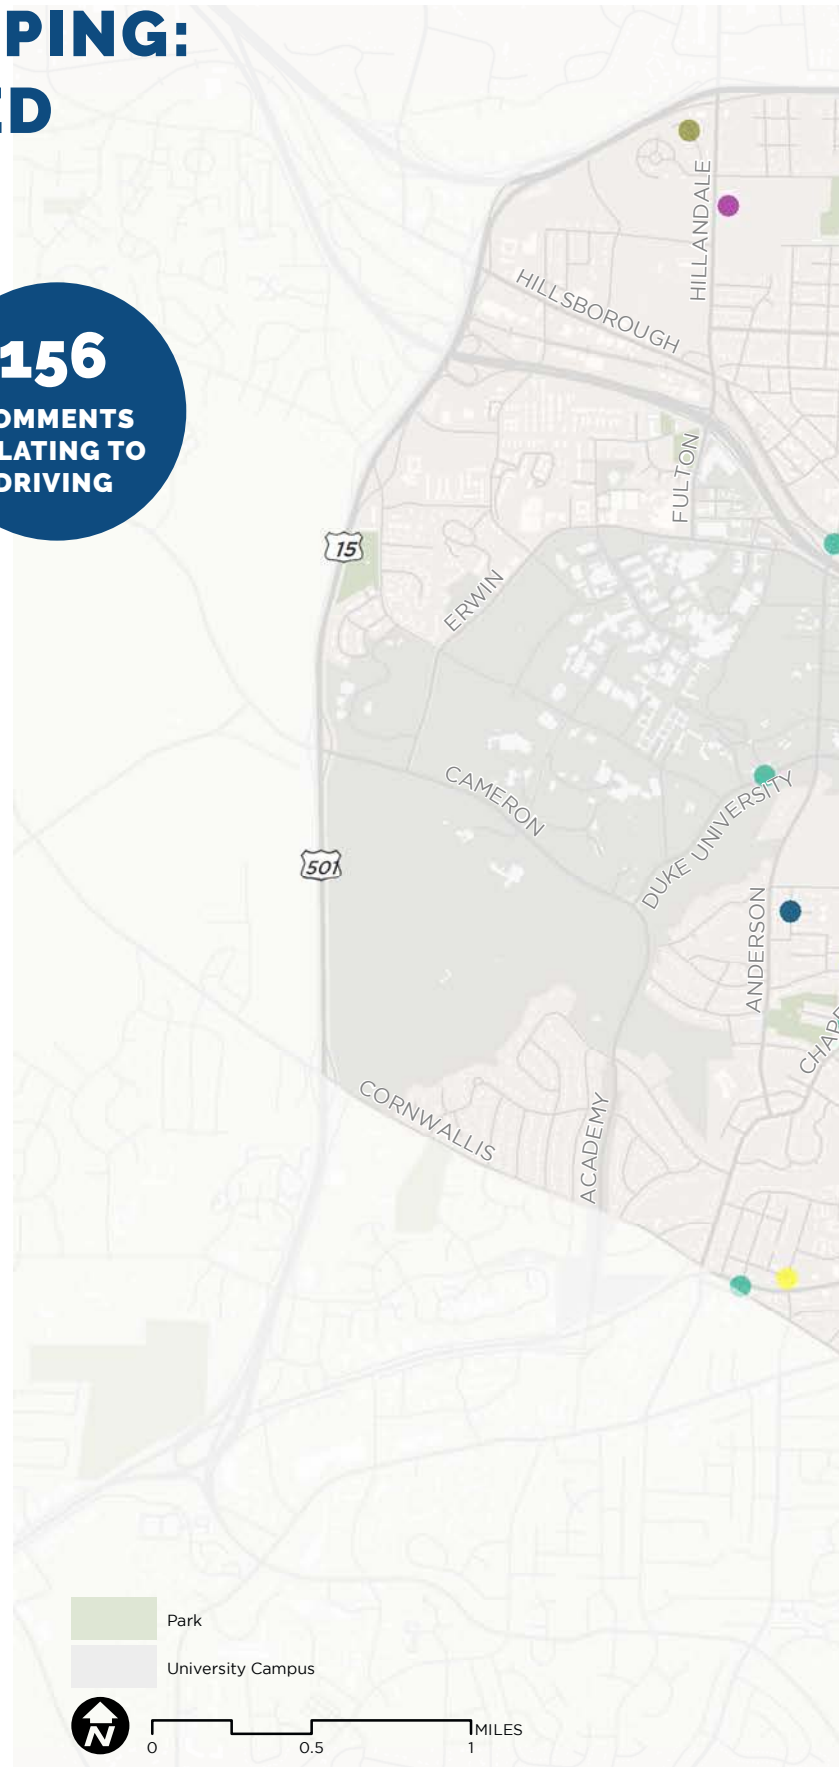 PING:
ED
156
OMMENTS
LATING TO
DRIVING
HILLANDALE
HILLSBOROUGH
FULTON
15
ERWIN
CAMERON
DUKE UNIVERSITY
501
ANDERSON
CHAP
CORNWALLIS
ACADEMY
Park
University Campus
N
0 0.5 1 MILES